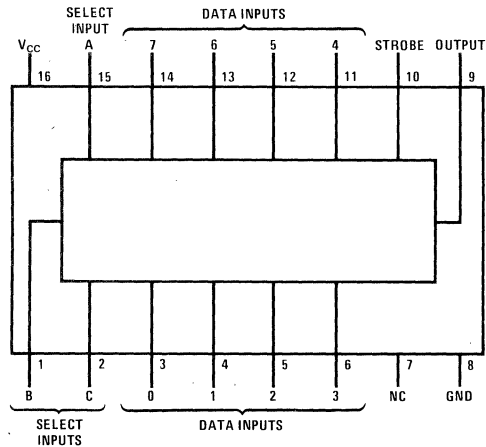 SELECT
INPUT
DATA INPUTS
VCC A 7 6 5 4 STROBE OUTPUT
16 15 14 13 12 11 10 9
1 2 3 4 5 6 7 8
B C 0 1 2 3 NC GND
SELECT
INPUTS
DATA INPUTS